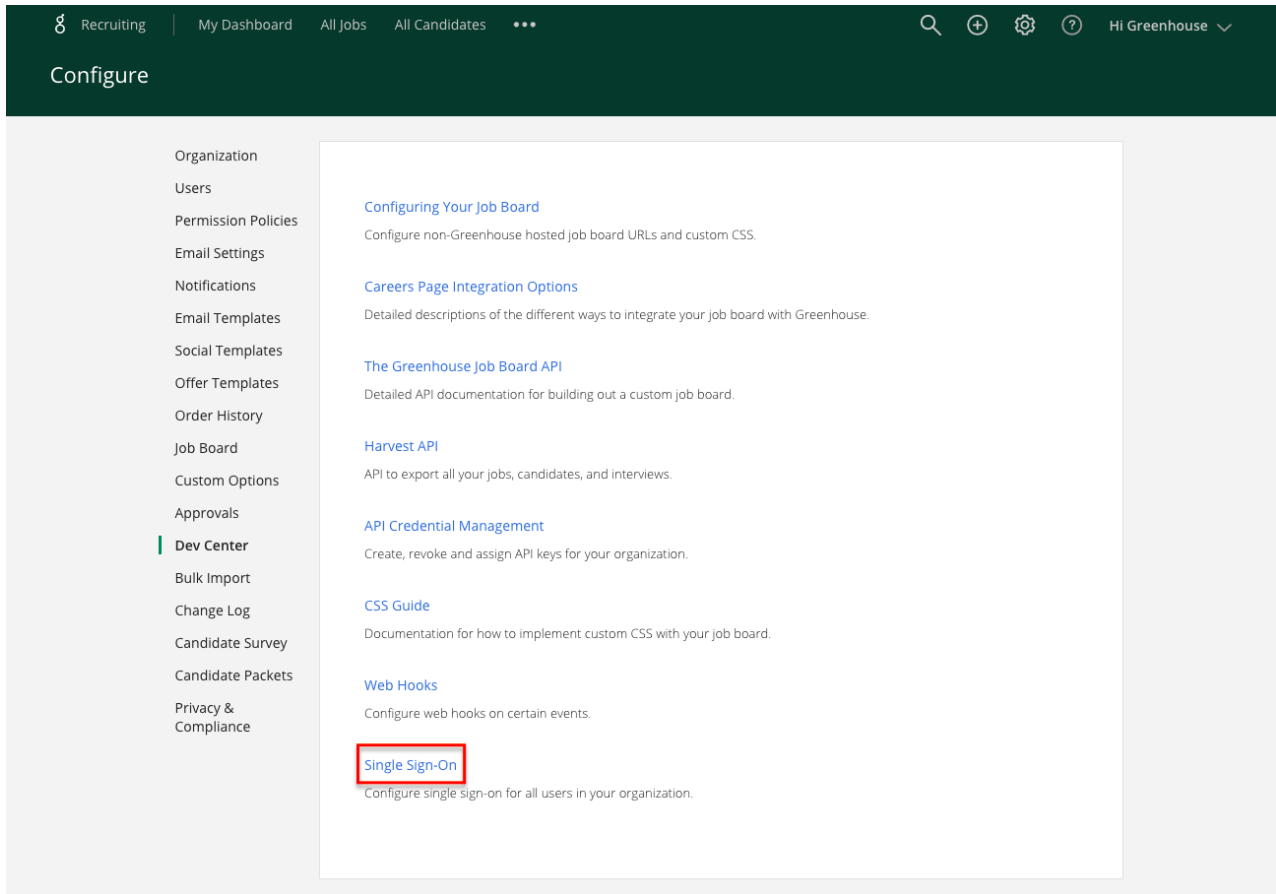 Recruiting My Dashboard All Jobs All Candidates ••• Hi Greenhouse
Configure
Organization
Users
Permission Policies
Email Settings
Notifications
Email Templates
Social Templates
Offer Templates
Order History
Job Board
Custom Options
Approvals
Dev Center
Bulk Import
Change Log
Candidate Survey
Candidate Packets
Privacy &
Compliance
Configuring Your Job Board
Configure non-Greenhouse hosted job board URLs and custom CSS.
Careers Page Integration Options
Detailed descriptions of the different ways to integrate your job board with Greenhouse.
The Greenhouse Job Board API
Detailed API documentation for building out a custom job board.
Harvest API
API to export all your jobs, candidates, and interviews.
API Credential Management
Create, revoke and assign API keys for your organization.
CSS Guide
Documentation for how to implement custom CSS with your job board.
Web Hooks
Configure web hooks on certain events.
Single Sign-On
Configure single sign-on for all users in your organization.